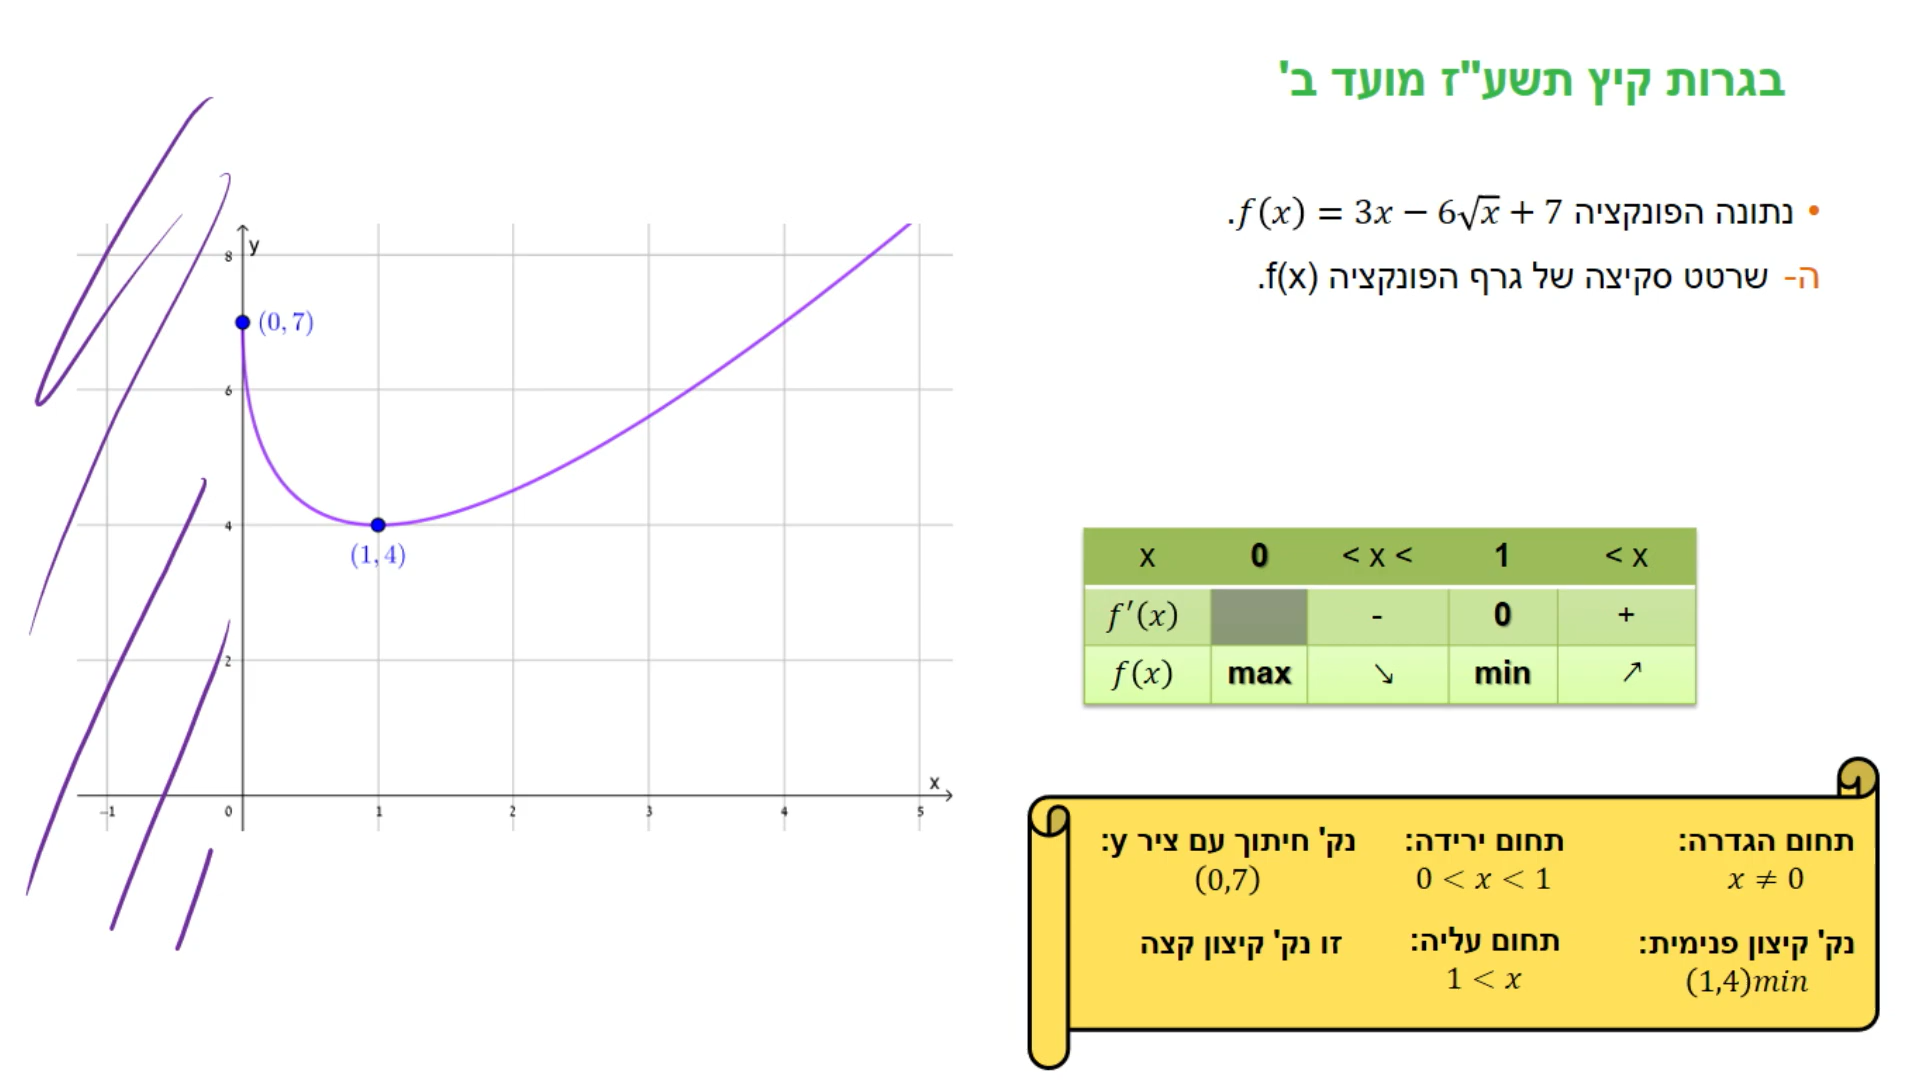 בגרות קיץ תשע"ז מועד ב'
• נתונה הפונקציה f(x) = 3x − 6√x + 7.
ה- שרטט סקיצה של גרף הפונקציה f(x).
y
8
(0, 7)
6
4
(1, 4)
2
x
−1 0 1 2 3 4 5
x 0 < x < 1 < x
f′(x) - 0 +
f(x) max ↘ min ↗
תחום הגדרה: תחום ירידה: נק' חיתוך עם ציר y:
x ≠ 0 0 < x < 1 (0,7)
נק' קיצון פנימית: תחום עליה: זו נק' קיצון קצה
(1,4)min 1 < x